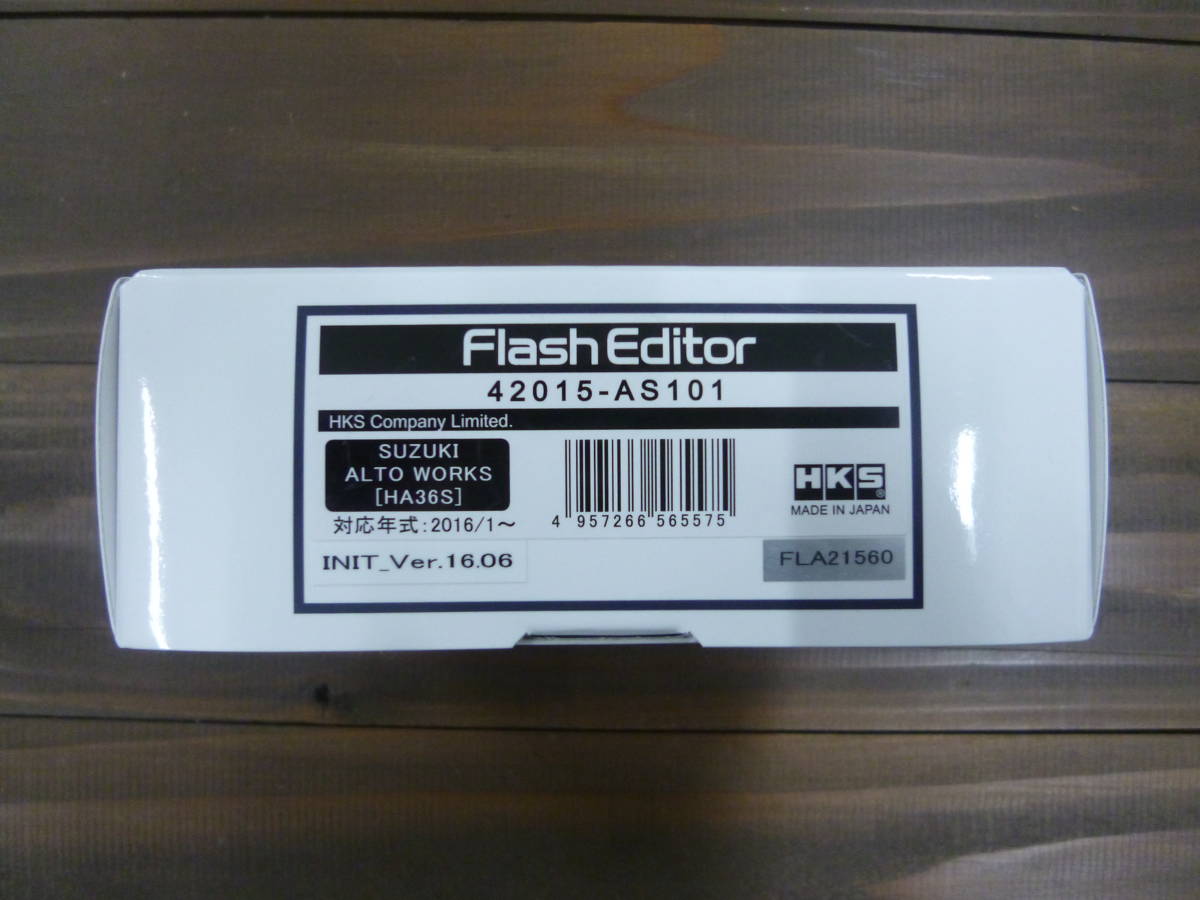 Flash Editor
42015-AS101
HKS Company Limited.
SUZUKI
ALTO WORKS
[HA36S]
対応年式:2016/1～
4 957266 565575
HKS®
MADE IN JAPAN
INIT_Ver.16.06
FLA21560